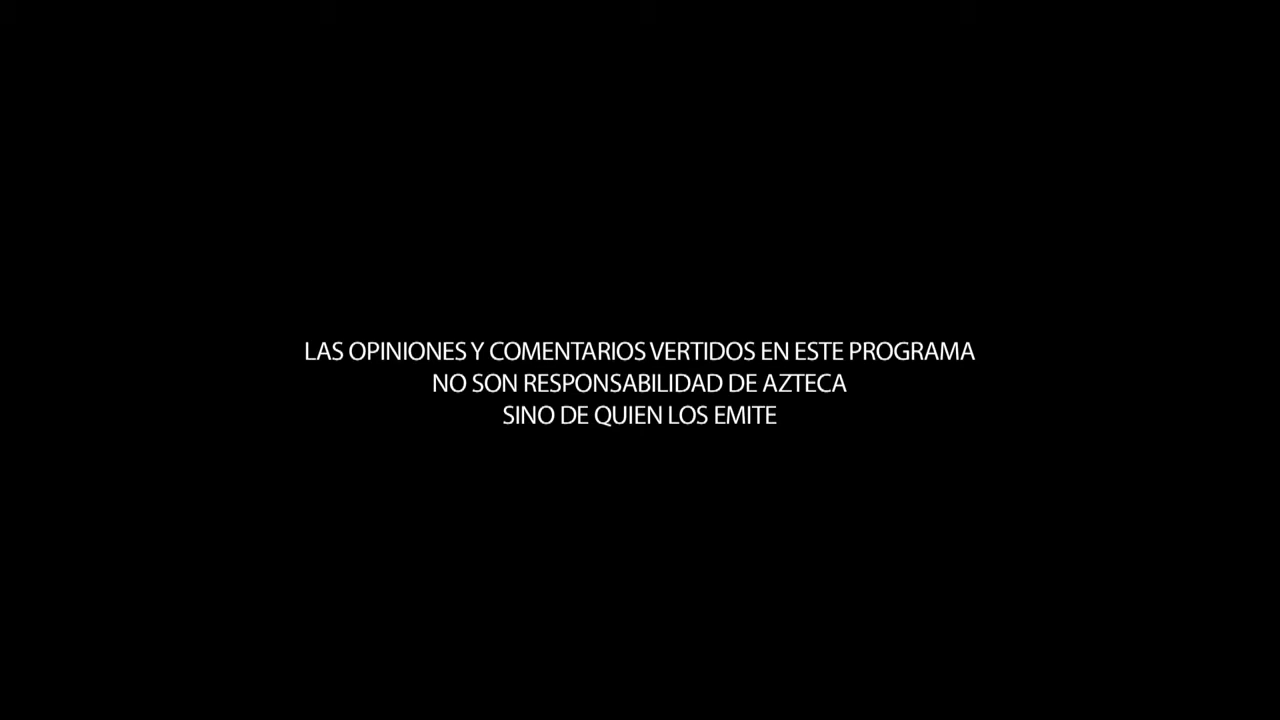 LAS OPINIONES Y COMENTARIOS VERTIDOS EN ESTE PROGRAMA
NO SON RESPONSABILIDAD DE AZTECA
SINO DE QUIEN LOS EMITE